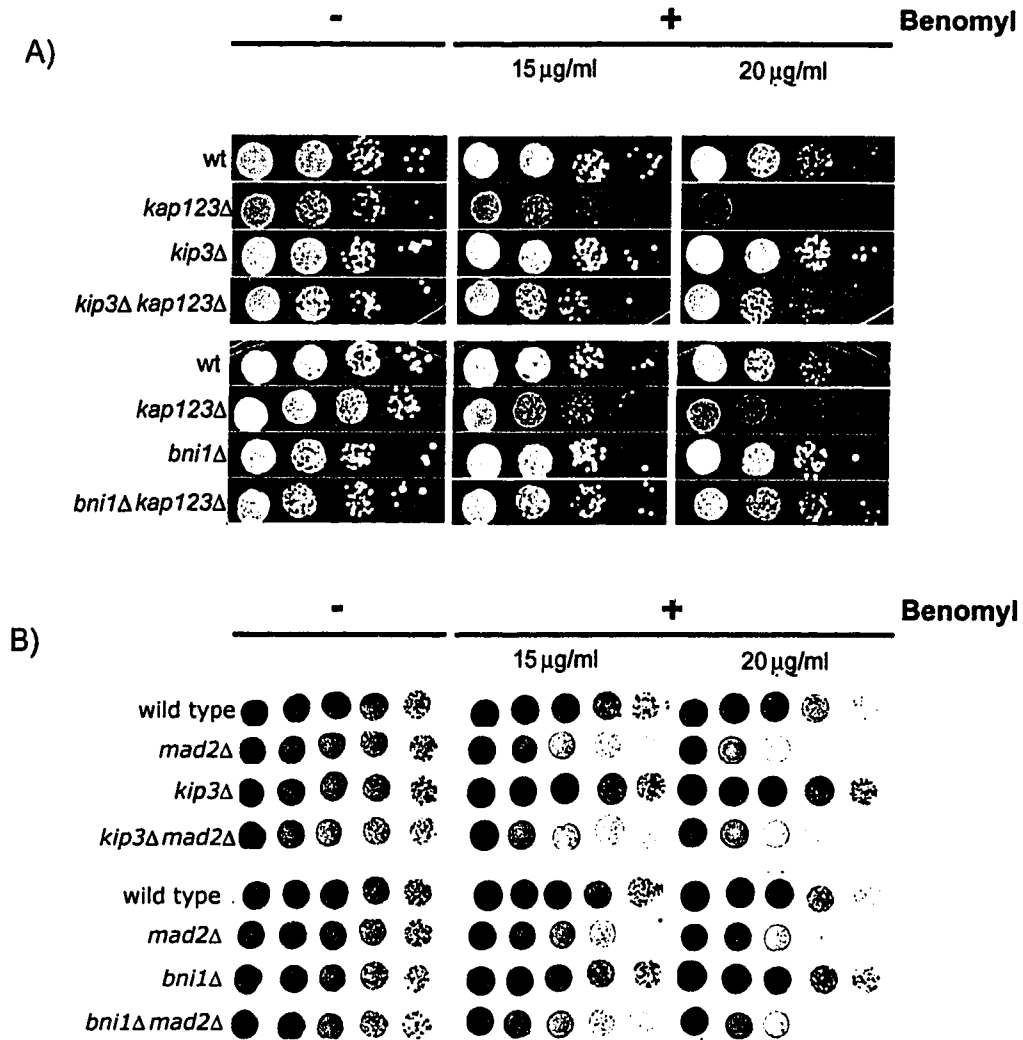 - + Benomyl
A)
15 µg/ml 20 µg/ml
wt
kap123Δ
kip3Δ
kip3Δ kap123Δ
wt
kap123Δ
bni1Δ
bni1Δ kap123Δ
- + Benomyl
B)
15 µg/ml 20 µg/ml
wild type
mad2Δ
kip3Δ
kip3Δ mad2Δ
wild type
mad2Δ
bni1Δ
bni1Δ mad2Δ